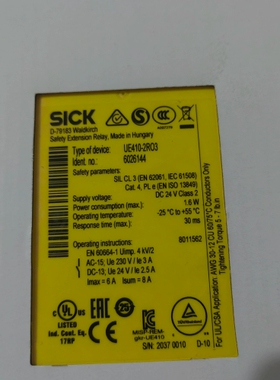 SICK
D-79183 Waldkirch
Safety Extension Relay, Made in Hungary
Type of device: UE410-2RO3
Ident. no.: 6026144
Safety parameters:
SIL CL 3 (EN 62061, IEC 61508)
Cat. 4, PL e (EN ISO 13849)
Supply voltage: DC 24 V Class 2
Power consumption: 1.6 W
Ambient temperature: -25 °C to +55 °C
Response time (max): 30 ms
Operating instructions: 8011562
EN 60664-1 Uimp. 4 kV/2
AC-15; Ue 230 V / Ie 3 A
DC-13; Ue 24 V / Ie 2.5 A
Imax = 6 A Isum = 8 A
For UL/CSA Application: AWG 30-12 CU 60/75°C Conductors Only
Tightening Torque 5 - 7 lb.in
C UL US
LISTED
Ind. Cont. Eq.
17BP
MSIP-REM-
S/N: 2037 0010 D-10